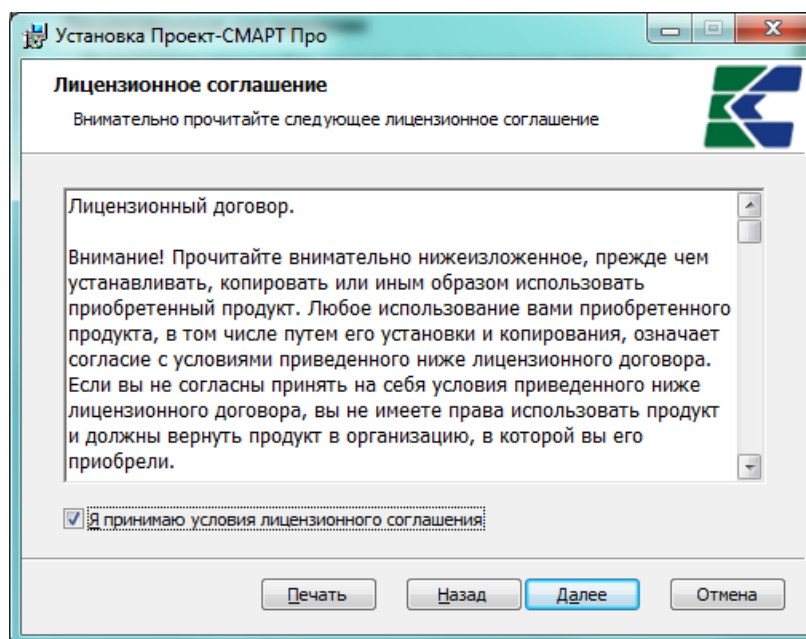 Установка Проект-СМАРТ Про
Лицензионное соглашение
Внимательно прочитайте следующее лицензионное соглашение
Лицензионный договор.
Внимание! Прочитайте внимательно нижеизложенное, прежде чем
устанавливать, копировать или иным образом использовать
приобретенный продукт. Любое использование вами приобретенного
продукта, в том числе путем его установки и копирования, означает
согласие с условиями приведенного ниже лицензионного договора.
Если вы не согласны принять на себя условия приведенного ниже
лицензионного договора, вы не имеете права использовать продукт
и должны вернуть продукт в организацию, в которой вы его
приобрели.
Я принимаю условия лицензионного соглашения
Печать Назад Далее Отмена